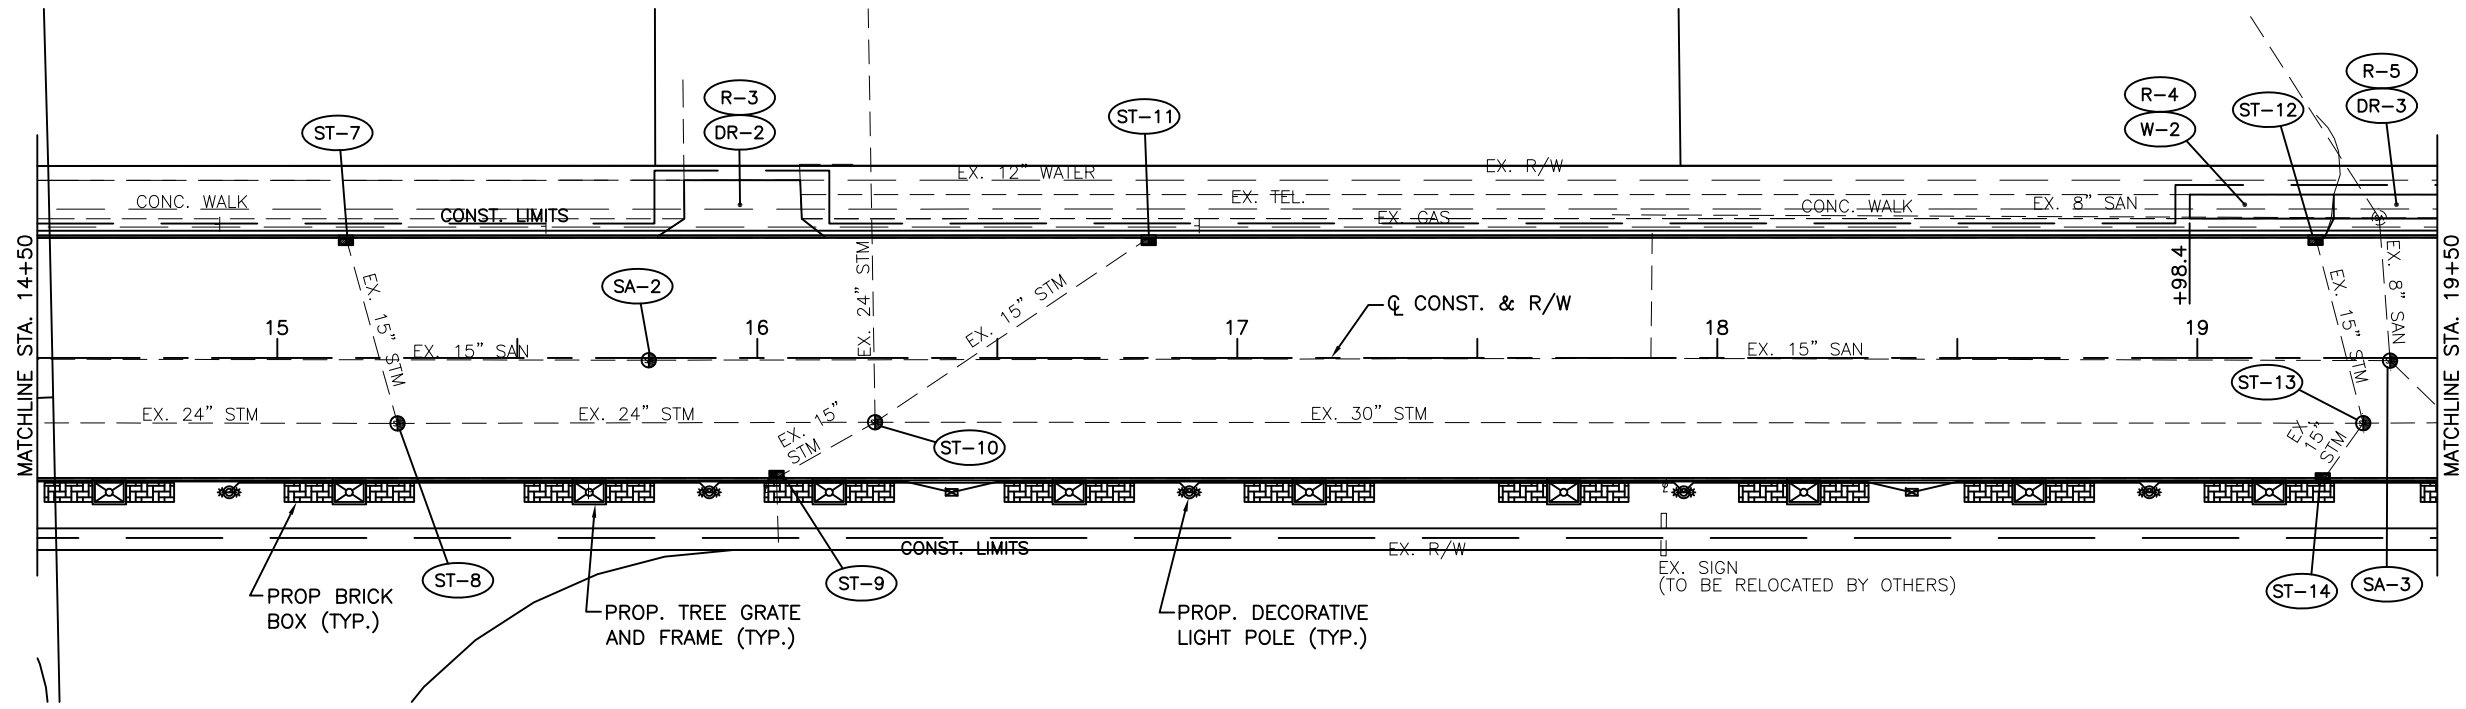 R-3
DR-2
ST-7
ST-11
R-4
W-2
ST-12
R-5
DR-3
EX. 12" WATER
EX. R/W
CONC. WALK
CONST. LIMITS
EX. TEL.
EX. GAS
CONC. WALK
EX. 8" SAN
MATCHLINE STA. 14+50
EX. 15" STM
SA-2
EX. 24" STM
EX. 15" STM
℄ CONST. & R/W
+98.4
EX. 15" STM
EX. 8" SAN
MATCHLINE STA. 19+50
15
16
17
18
19
EX. 15" SAN
EX. 15" SAN
ST-13
EX. 24" STM
EX. 24" STM
EX. 15"
STM
ST-10
EX. 30" STM
EX.
15"
STM
CONST. LIMITS
EX. R/W
ST-8
ST-9
EX. SIGN
(TO BE RELOCATED BY OTHERS)
ST-14
SA-3
PROP BRICK
BOX (TYP.)
PROP. TREE GRATE
AND FRAME (TYP.)
PROP. DECORATIVE
LIGHT POLE (TYP.)